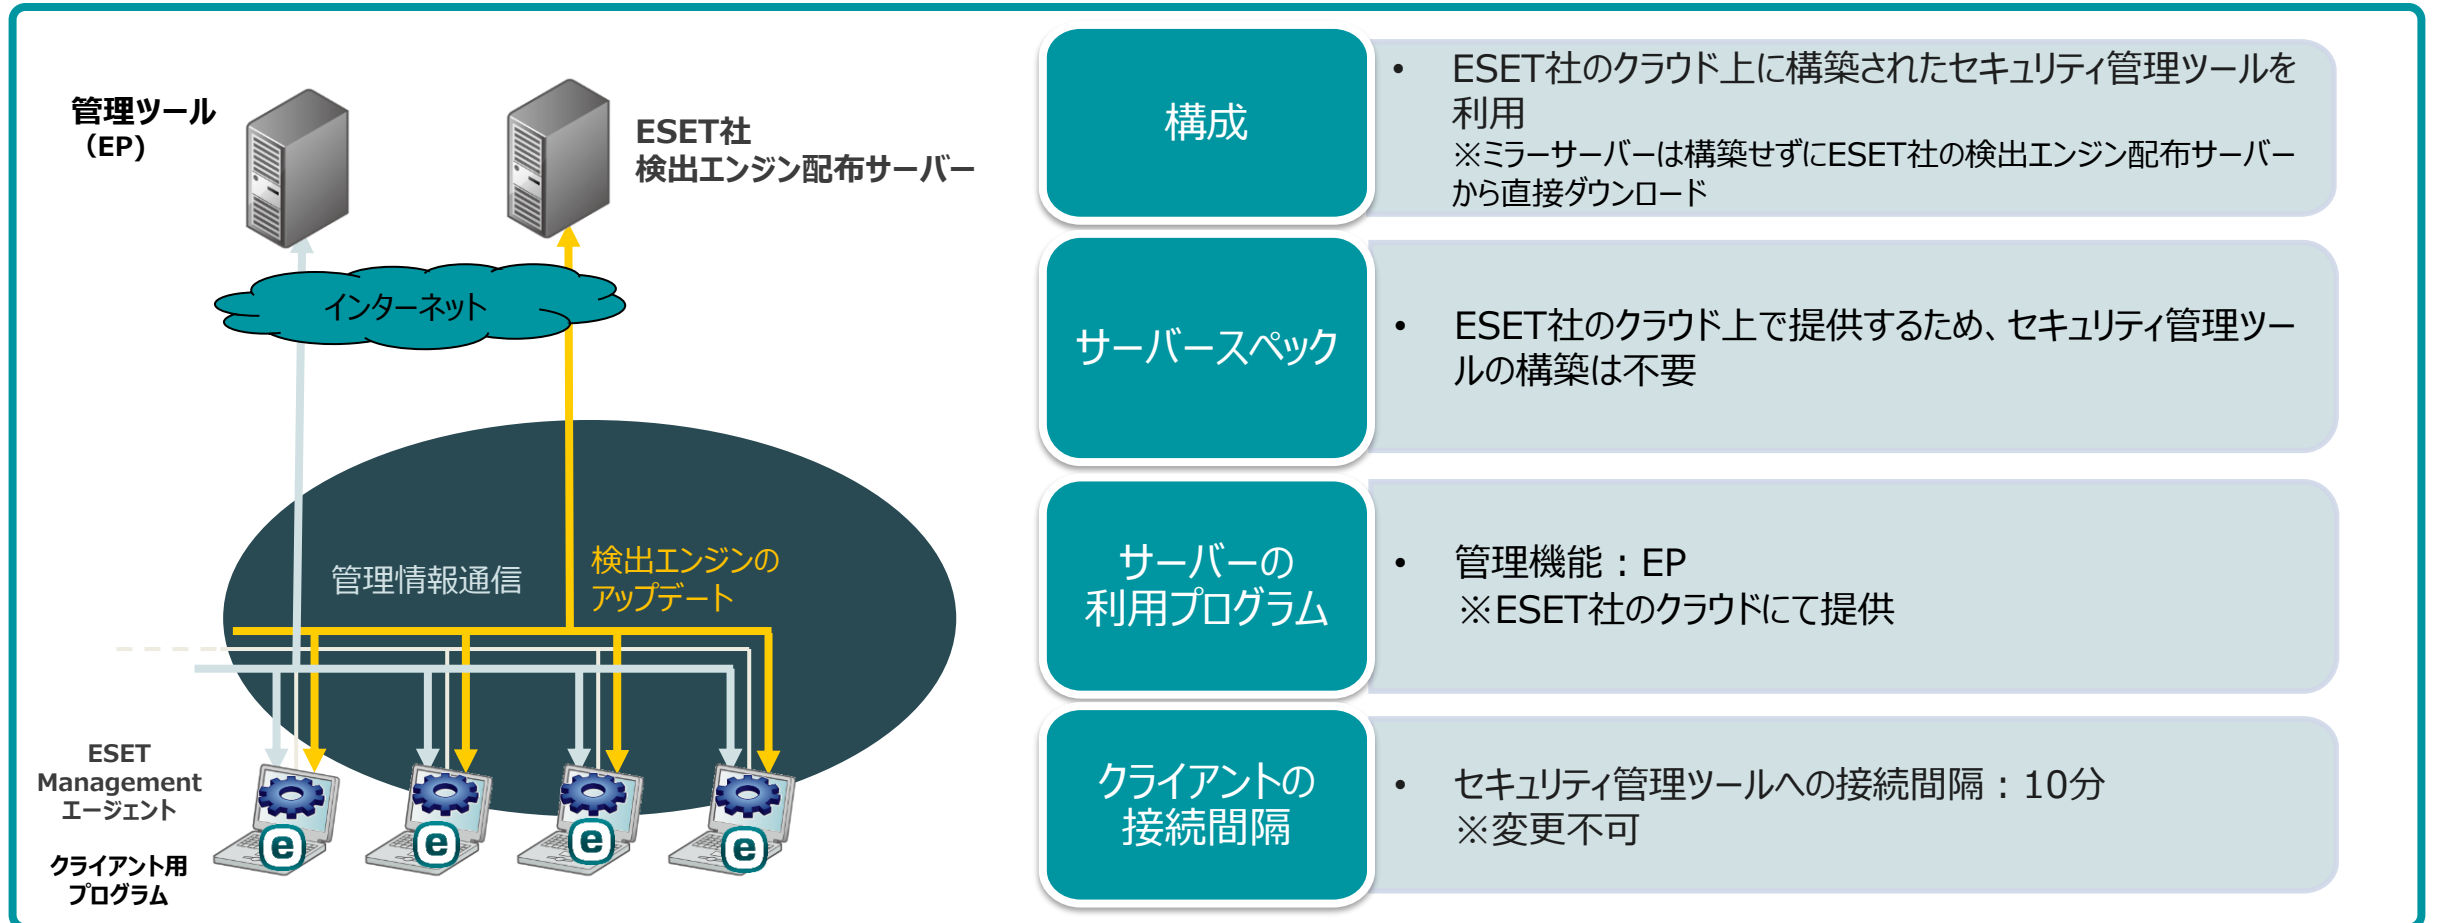 管理ツール
（EP)
ESET社
検出エンジン配布サーバー
インターネット
管理情報通信
検出エンジンの
アップデート
ESET
Management
エージェント
クライアント用
プログラム
e
e
e
e
構成
• ESET社のクラウド上に構築されたセキュリティ管理ツールを
利用
※ミラーサーバーは構築せずにESET社の検出エンジン配布サーバー
から直接ダウンロード
サーバースペック
• ESET社のクラウド上で提供するため、セキュリティ管理ツー
ルの構築は不要
サーバーの
利用プログラム
• 管理機能：EP
※ESET社のクラウドにて提供
クライアントの
接続間隔
• セキュリティ管理ツールへの接続間隔：10分
※変更不可